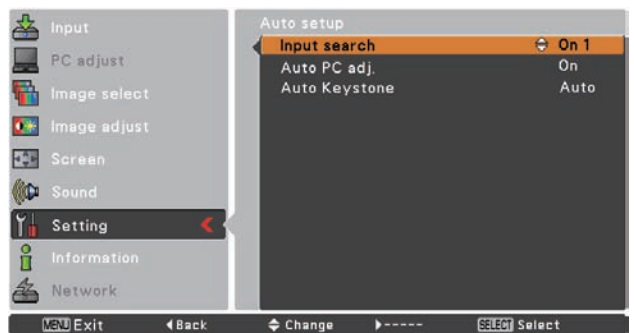 Input
PC adjust
Image select
Image adjust
Screen
Sound
Setting
Information
Network
Auto setup
Input search On 1
Auto PC adj. On
Auto Keystone Auto
MENU Exit Back Change ----- SELECT Select